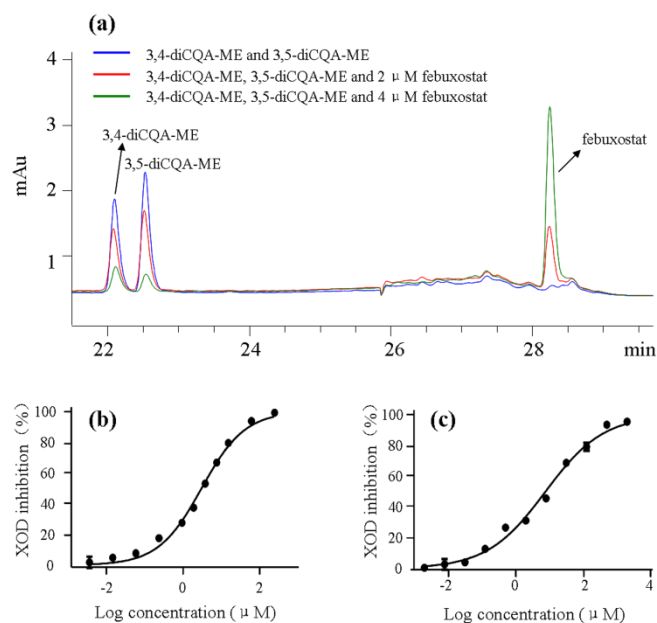 (a)
4
3
2
1
mAu
3,4-diCQA-ME and 3,5-diCQA-ME
3,4-diCQA-ME, 3,5-diCQA-ME and 2 μM febuxostat
3,4-diCQA-ME, 3,5-diCQA-ME and 4 μM febuxostat
3,4-diCQA-ME
3,5-diCQA-ME
febuxostat
22
24
26
28
min
(b)
100
80
60
40
20
0
XOD inhibition (%)
-2
0
2
4
Log concentration ( μ M)
(c)
100
80
60
40
20
0
XOD inhibition (%)
-2
0
2
4
Log concentration ( μ M)